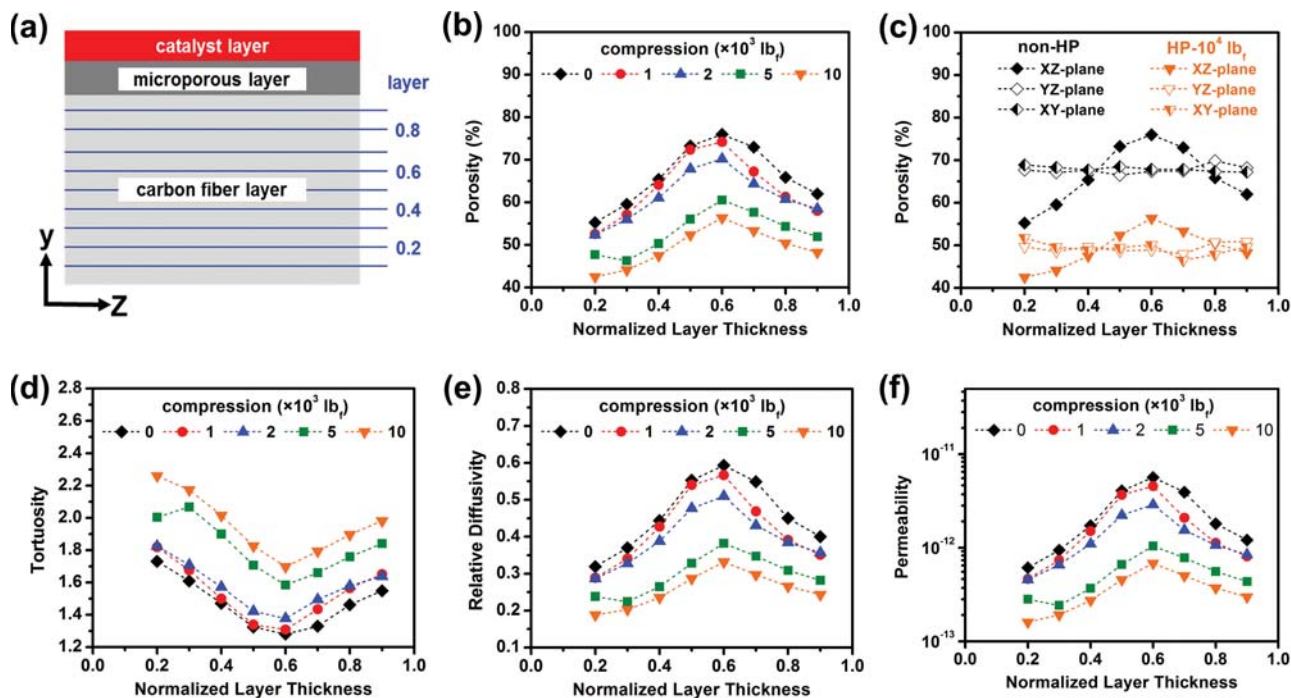 (a)
catalyst layer
microporous layer
layer
0.8
0.6
carbon fiber layer
0.4
0.2
y
Z
(b)
compression (×10³ lb_f)
0 1 2 5 10
Porosity (%)
100
90
80
70
60
50
40
0.0 0.2 0.4 0.6 0.8 1.0
Normalized Layer Thickness
(c)
non-HP HP-10⁴ lb_f
XZ-plane XZ-plane
YZ-plane YZ-plane
XY-plane XY-plane
Porosity (%)
100
90
80
70
60
50
40
0.0 0.2 0.4 0.6 0.8 1.0
Normalized Layer Thickness
(d)
compression (×10³ lb_f)
0 1 2 5 10
Tortuosity
2.8
2.6
2.4
2.2
2.0
1.8
1.6
1.4
1.2
0.0 0.2 0.4 0.6 0.8 1.0
Normalized Layer Thickness
(e)
compression (×10³ lb_f)
0 1 2 5 10
Relative Diffusivity
0.8
0.7
0.6
0.5
0.4
0.3
0.2
0.1
0.0 0.2 0.4 0.6 0.8 1.0
Normalized Layer Thickness
(f)
compression (×10³ lb_f)
0 1 2 5 10
Permeability
10⁻¹¹
10⁻¹²
10⁻¹³
0.0 0.2 0.4 0.6 0.8 1.0
Normalized Layer Thickness